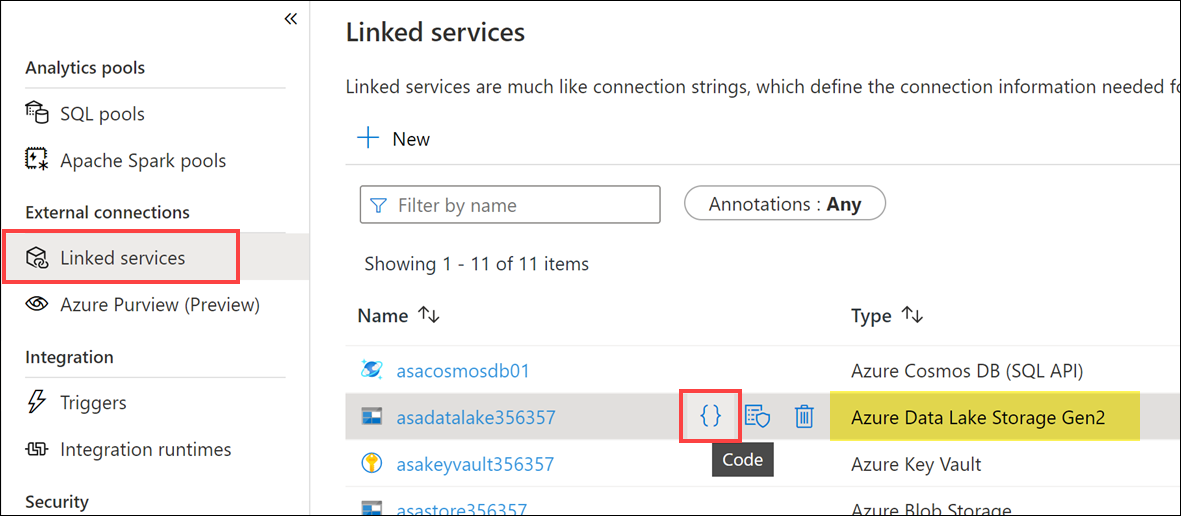 «
Analytics pools
SQL pools
Apache Spark pools
External connections
Linked services
Azure Purview (Preview)
Integration
Triggers
Integration runtimes
Security
Linked services
Linked services are much like connection strings, which define the connection information needed fo
+ New
Filter by name
Annotations : Any
Showing 1 - 11 of 11 items
Name ↑↓ Type ↑↓
asacosmosdb01 Azure Cosmos DB (SQL API)
asadatalake356357 {} Azure Data Lake Storage Gen2
Code
asakeyvault356357 Azure Key Vault
asastore356357 Azure Blob Storage